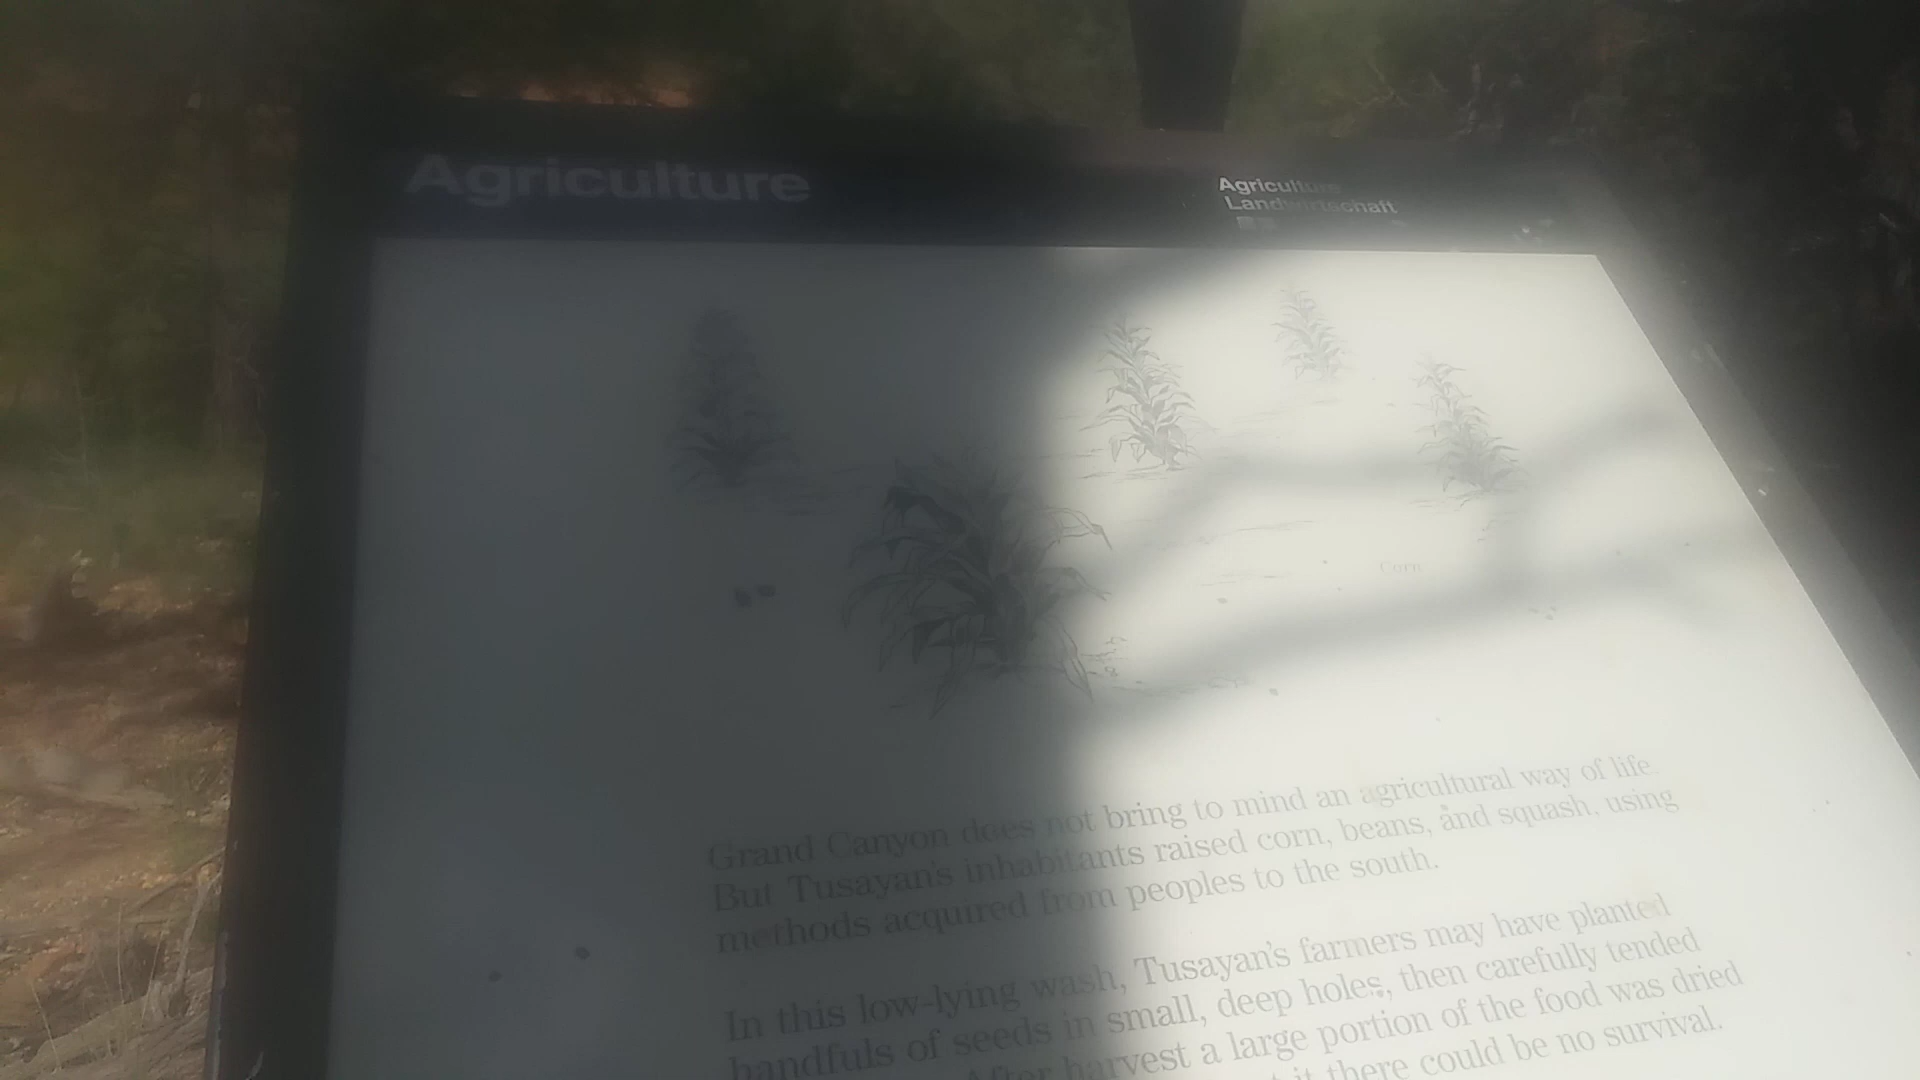 Agriculture
Agriculture
Landwirtschaft
Corn
Grand Canyon does not bring to mind an agricultural way of life.
But Tusayan's inhabitants raised corn, beans, and squash, using
methods acquired from peoples to the south.
In this low-lying wash, Tusayan's farmers may have planted
handfuls of seeds in small, deep holes, then carefully tended
After harvest a large portion of the food was dried
it there could be no survival.